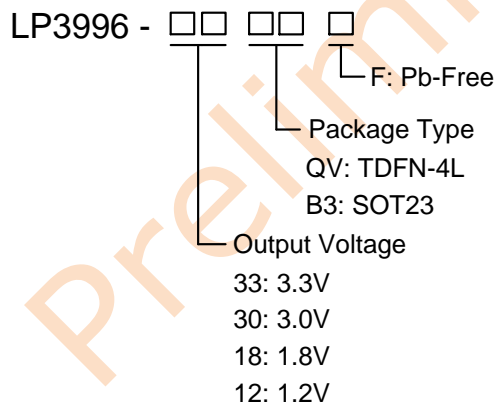 LP3996 - □□ □□ □
F: Pb-Free
Package Type
QV: TDFN-4L
B3: SOT23
Output Voltage
33: 3.3V
30: 3.0V
18: 1.8V
12: 1.2V
Prelim